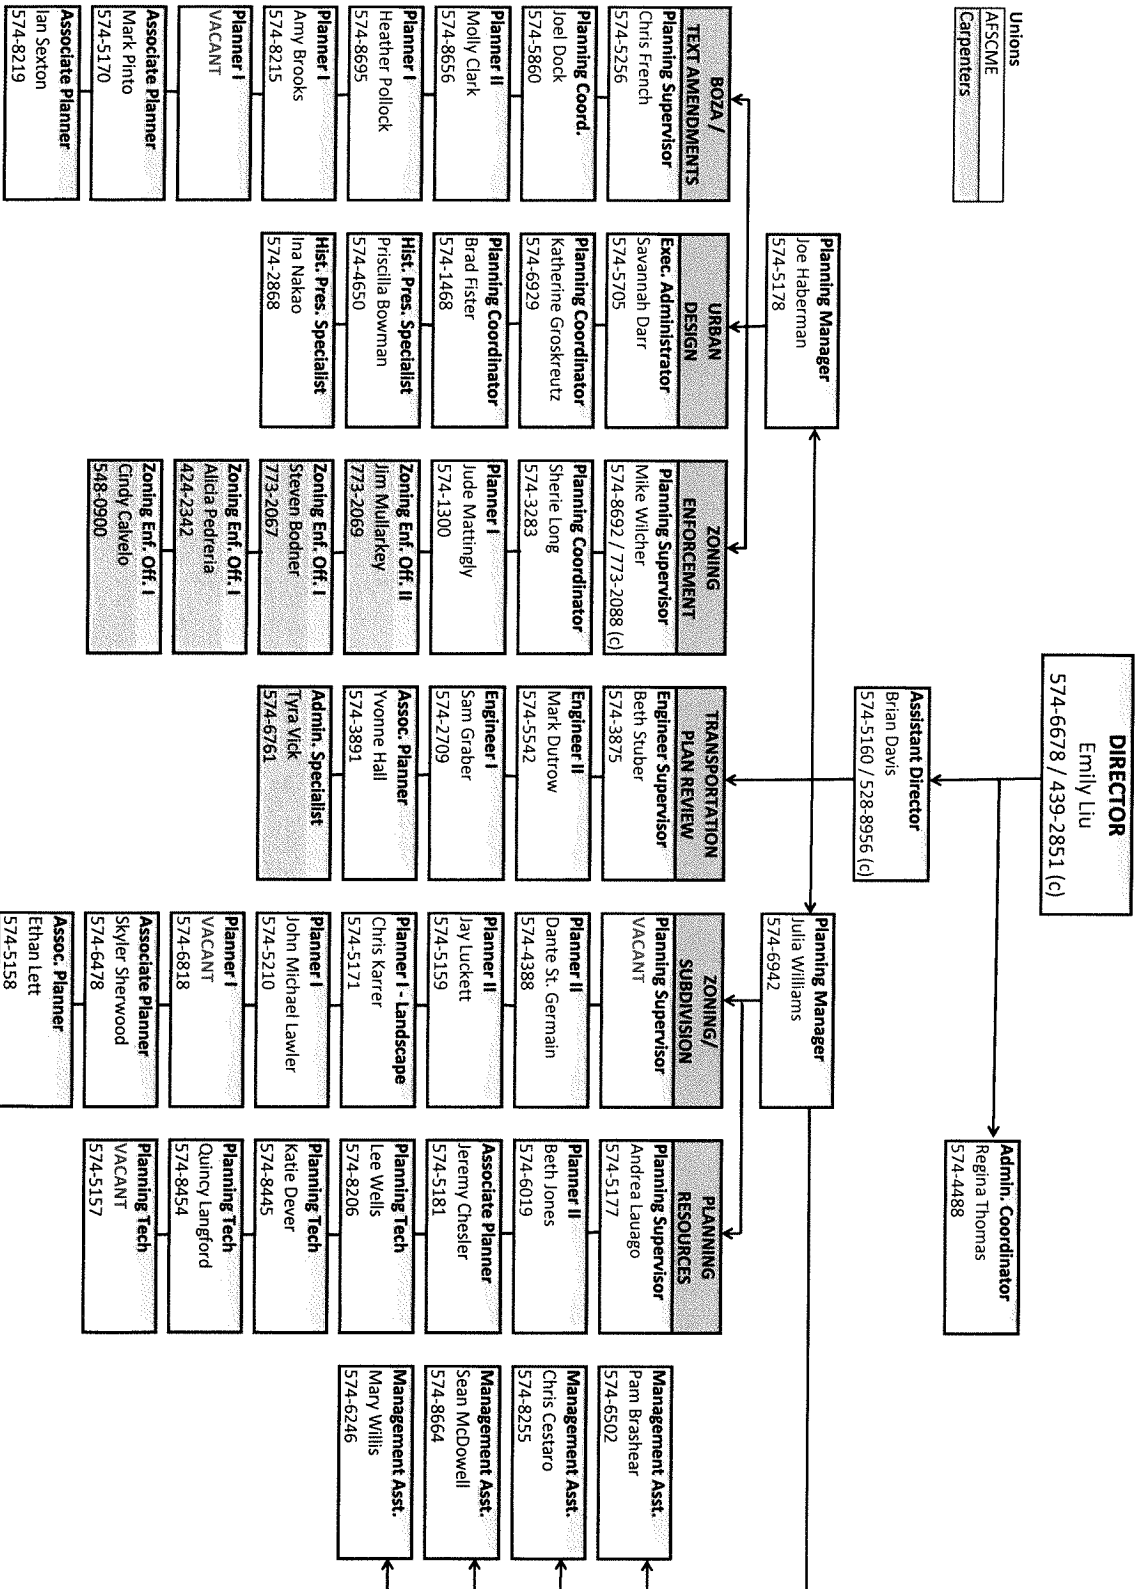 Unions
AFSCME
Carpenters
DIRECTOR
Emily Liu
574-6678 / 439-2851 (c)
Admin. Coordinator
Regina Thomas
574-4488
Assistant Director
Brian Davis
574-5160 / 528-8956 (c)
Planning Manager
Joe Haberman
574-5178
Planning Manager
Julia Williams
574-6942
BOZA /
TEXT AMENDMENTS
Planning Supervisor
Chris French
574-5256
Planning Coord.
Joel Dock
574-5860
Planner II
Molly Clark
574-8656
Planner I
Heather Pollock
574-8695
Planner I
Amy Brooks
574-8215
Planner I
VACANT
Associate Planner
Mark Pinto
574-5170
Associate Planner
Ian Sexton
574-8219
URBAN
DESIGN
Exec. Administrator
Savannah Darr
574-5705
Planning Coordinator
Katherine Groskreutz
574-6929
Planning Coordinator
Brad Fister
574-1468
Hist. Pres. Specialist
Priscilla Bowman
574-4650
Hist. Pres. Specialist
Ina Nakao
574-2868
ZONING
ENFORCEMENT
Planning Supervisor
Mike Wilcher
574-8692 / 773-2088 (c)
Planning Coordinator
Sherie Long
574-3283
Planner I
Jude Mattingly
574-1300
Zoning Enf. Off. II
Jim Mullarkey
773-2069
Zoning Enf. Off. I
Steven Bodner
773-2067
Zoning Enf. Off. I
Alicia Pedreria
424-2342
Zoning Enf. Off. I
Cindy Calvelo
548-0900
TRANSPORTATION
PLAN REVIEW
Engineer Supervisor
Beth Stuber
574-3875
Engineer II
Mark Dutrow
574-5542
Engineer I
Sam Graber
574-2709
Assoc. Planner
Yvonne Hall
574-3891
Admin. Specialist
Tyra Vick
574-6761
ZONING/
SUBDIVISION
Planning Supervisor
VACANT
Planner II
Dante St. Germain
574-4388
Planner II
Jay Luckett
574-5159
Planner I - Landscape
Chris Karrer
574-5171
Planner I
John Michael Lawler
574-5210
Planner I
VACANT
574-6818
Associate Planner
Skyler Sherwood
574-6478
Assoc. Planner
Ethan Lett
574-5158
PLANNING
RESOURCES
Planning Supervisor
Andrea Lauago
574-5177
Planner II
Beth Jones
574-6019
Associate Planner
Jeremy Chesler
574-5181
Planning Tech
Lee Wells
574-8206
Planning Tech
Katie Dever
574-8445
Planning Tech
Quincy Langford
574-8454
Planning Tech
VACANT
574-5157
Management Asst.
Pam Brashear
574-6502
Management Asst.
Chris Cestaro
574-8255
Management Asst.
Sean McDowell
574-8664
Management Asst.
Mary Willis
574-6246